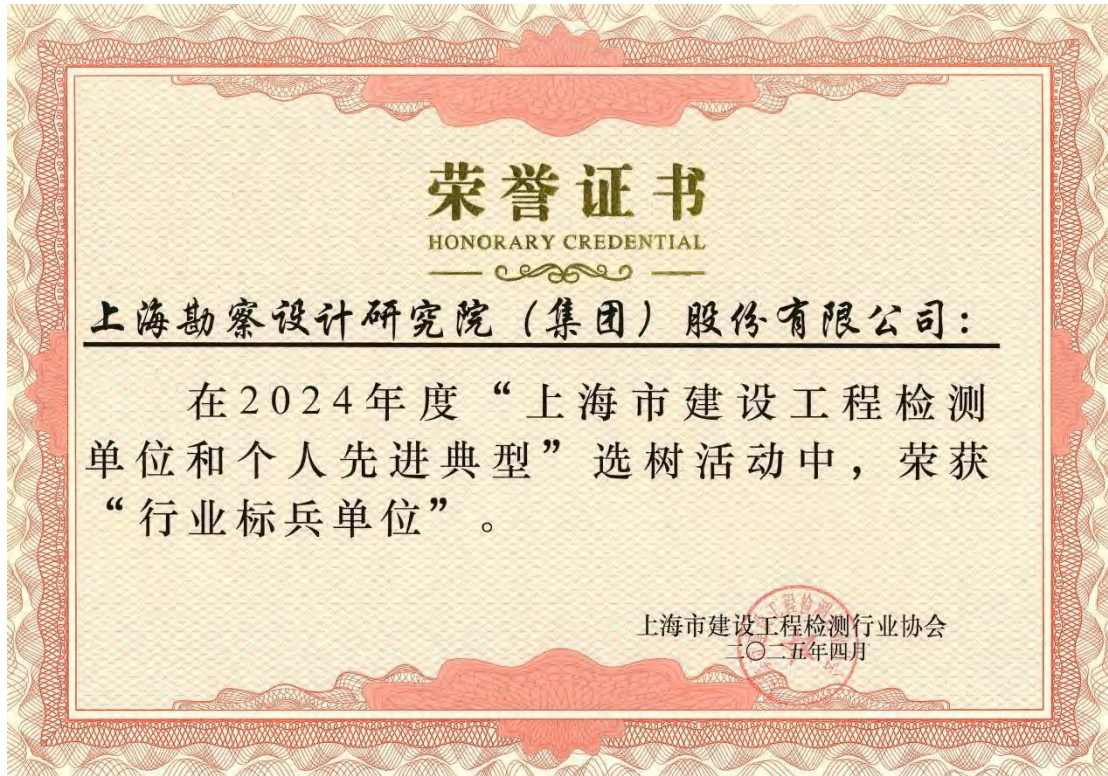 荣誉证书
HONORARY CREDENTIAL
上海勘察设计研究院（集团）股份有限公司：
在2024年度“上海市建设工程检测
单位和个人先进典型”选树活动中，荣获
“行业标兵单位”。
上海市建设工程检测行业协会
二〇二五年四月